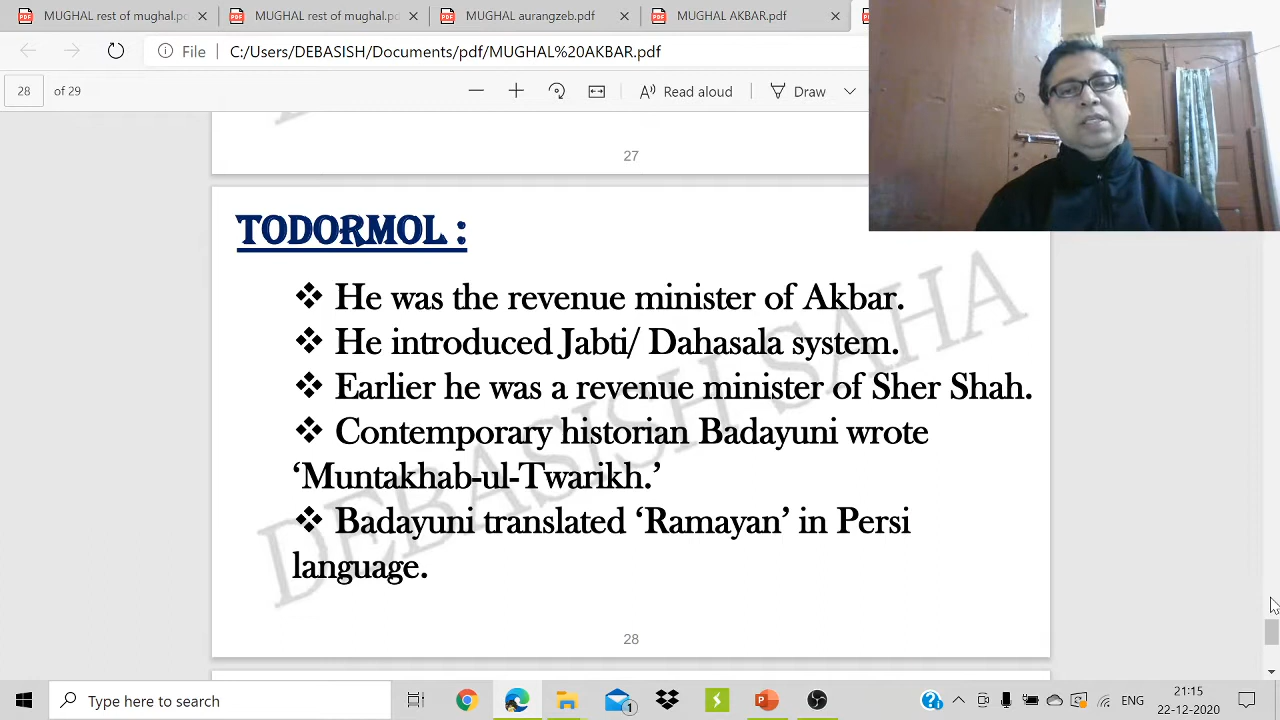 MUGHAL rest of mughal.pdf
MUGHAL rest of mughal.p
MUGHAL aurangzeb.pdf
MUGHAL AKBAR.pdf
File
C:/Users/DEBASISH/Documents/pdf/MUGHAL%20AKBAR.pdf
28 of 29
Read aloud
Draw
27
TODORMOL :
❖ He was the revenue minister of Akbar.
❖ He introduced Jabti/ Dahasala system.
❖ Earlier he was a revenue minister of Sher Shah.
❖ Contemporary historian Badayuni wrote
‘Muntakhab-ul-Twarikh.’
❖ Badayuni translated ‘Ramayan’ in Persi
language.
DEBASISH SAHA
28
Type here to search
1
ENG
21:15
22-12-2020